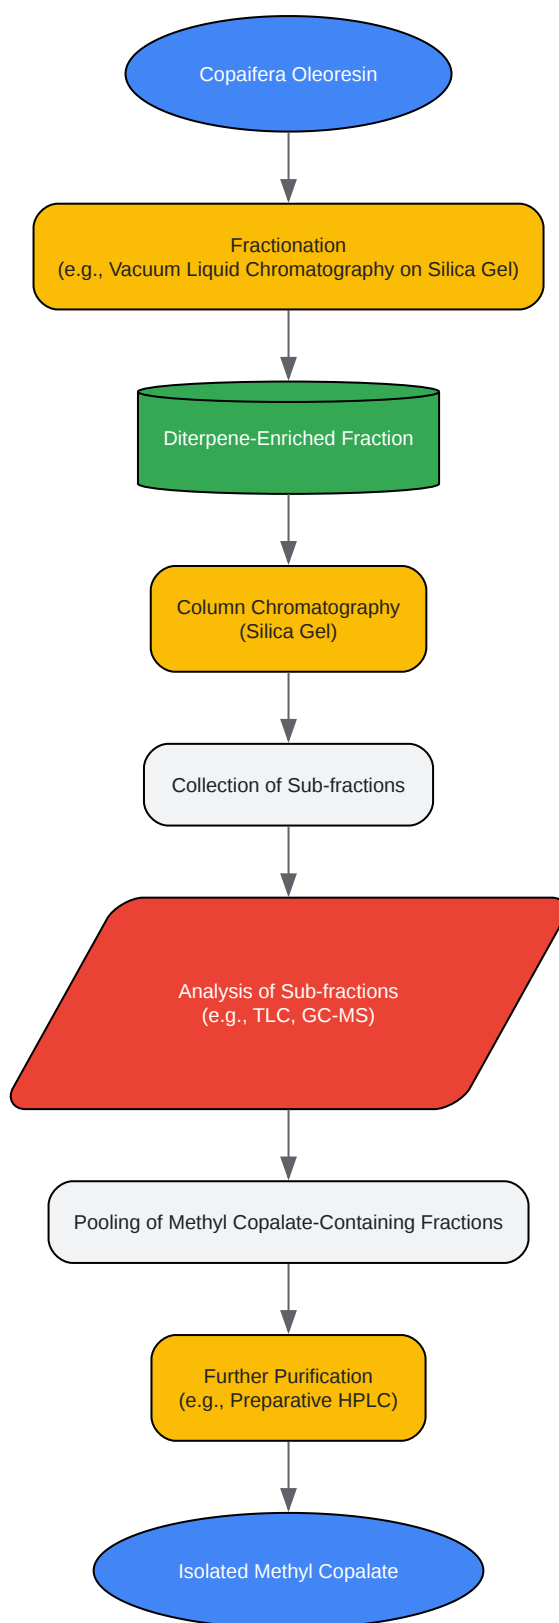 Copaifera Oleoresin
Fractionation
(e.g., Vacuum Liquid Chromatography on Silica Gel)
Diterpene-Enriched Fraction
Column Chromatography
(Silica Gel)
Collection of Sub-fractions
Analysis of Sub-fractions
(e.g., TLC, GC-MS)
Pooling of Methyl Copalate-Containing Fractions
Further Purification
(e.g., Preparative HPLC)
Isolated Methyl Copalate